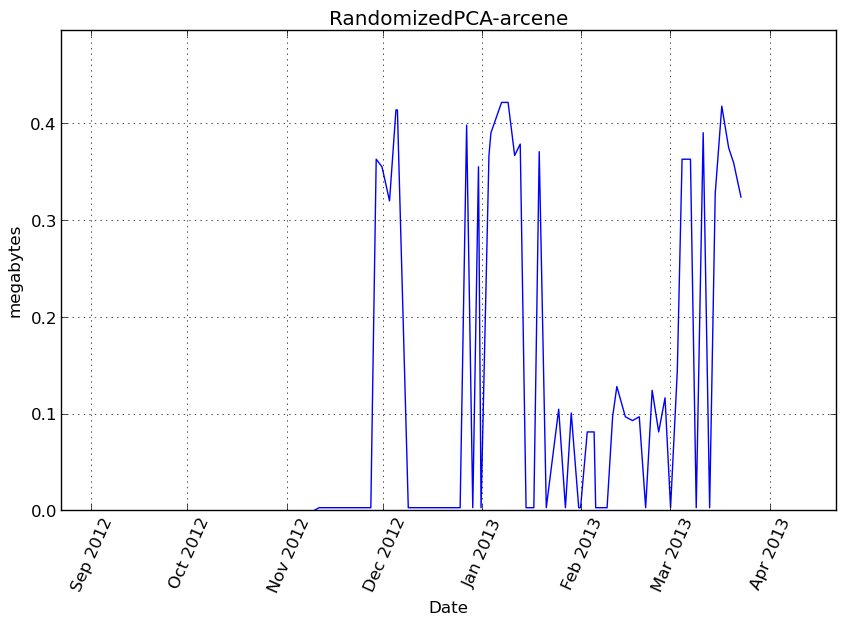 RandomizedPCA-arcene
megabytes
0.4
0.3
0.2
0.1
0.0
Sep 2012
Oct 2012
Nov 2012
Dec 2012
Jan 2013
Feb 2013
Mar 2013
Apr 2013
Date